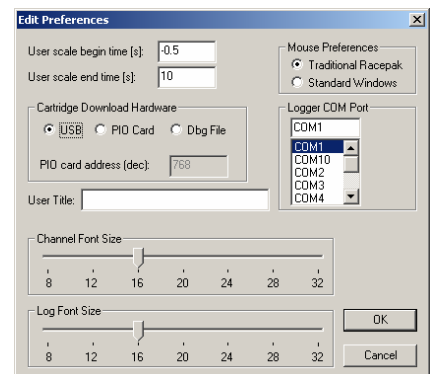 Edit Preferences
User scale begin time [s]: -0.5
User scale end time [s]: 10
Mouse Preferences
Traditional Racepak
Standard Windows
Cartridge Download Hardware
USB PIO Card Dbg File
PIO card address (dec): 768
Logger COM Port
COM1
COM1
COM10
COM2
COM3
COM4
User Title:
Channel Font Size
8 12 16 20 24 28 32
Log Font Size
8 12 16 20 24 28 32
OK
Cancel